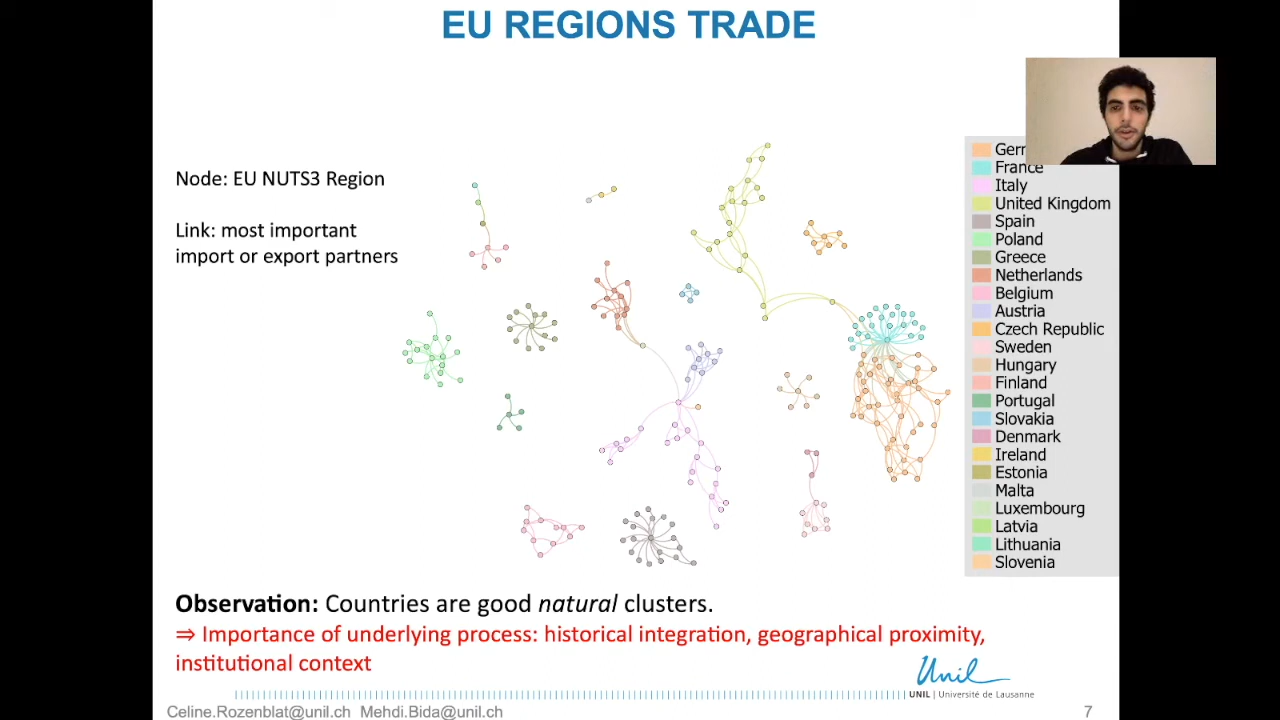 EU REGIONS TRADE
Node: EU NUTS3 Region
Link: most important
import or export partners
France
Italy
United Kingdom
Spain
Poland
Greece
Netherlands
Belgium
Austria
Czech Republic
Sweden
Hungary
Finland
Portugal
Slovakia
Denmark
Ireland
Estonia
Malta
Luxembourg
Latvia
Lithuania
Slovenia
Observation: Countries are good natural clusters.
⇒ Importance of underlying process: historical integration, geographical proximity,
institutional context
Unil
UNIL | Université de Lausanne
Celine.Rozenblat@unil.ch Mehdi.Bida@unil.ch
7